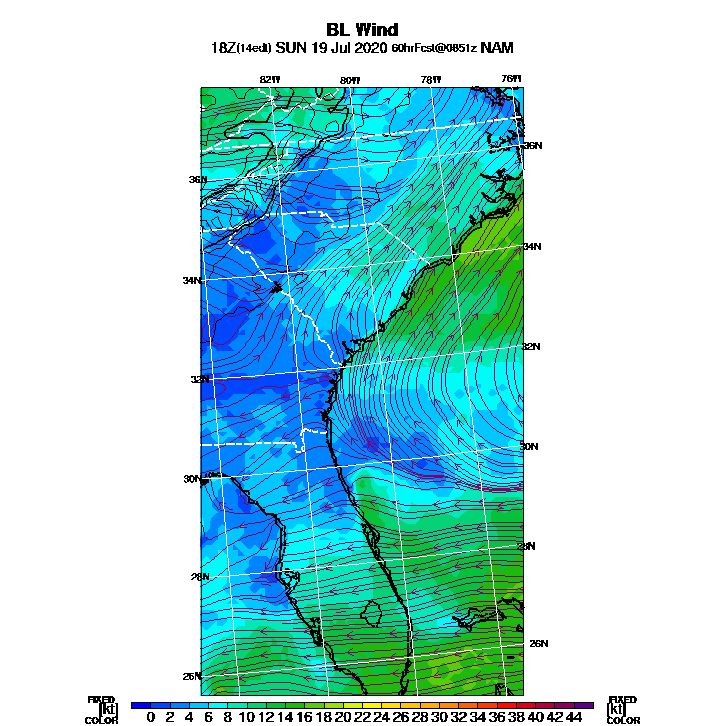 BL Wind
18Z(14edt) SUN 19 Jul 2020 60hrFcst@0851z NAM
82W 80W 78W 76W
36N
36N
34N
34N
32N
32N
30N
30N
28N
28N
26N
26N
FIXED FIXED
[kt] 0 2 4 6 8 10 12 14 16 18 20 22 24 26 28 30 32 34 36 38 40 42 44 [kt]
COLOR COLOR